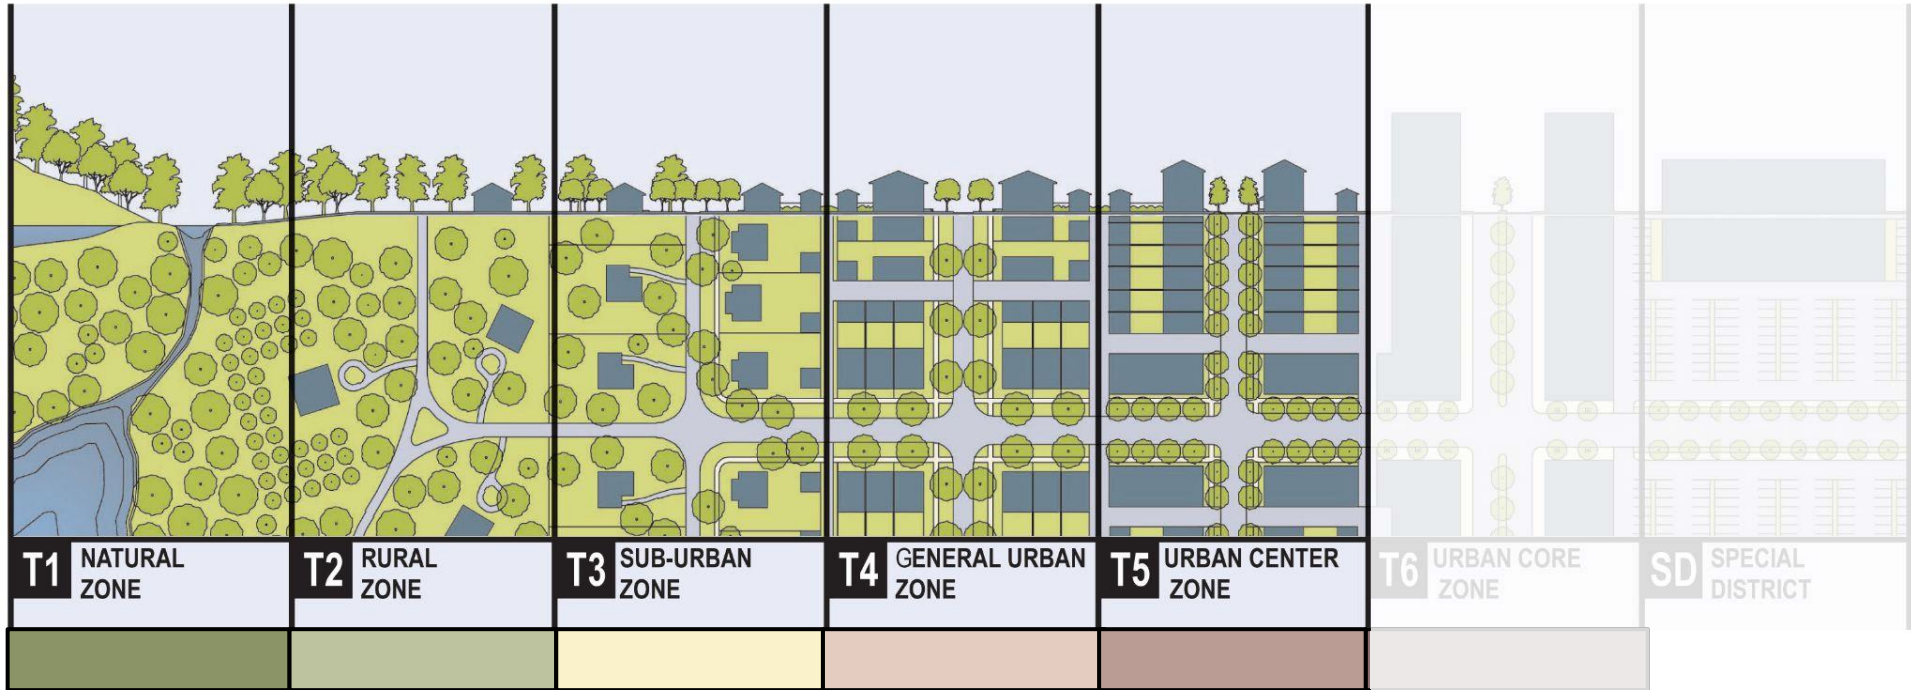 T1 NATURAL
ZONE
T2 RURAL
ZONE
T3 SUB-URBAN
ZONE
T4 GENERAL URBAN
ZONE
T5 URBAN CENTER
ZONE
T6 URBAN CORE
ZONE
SD SPECIAL
DISTRICT